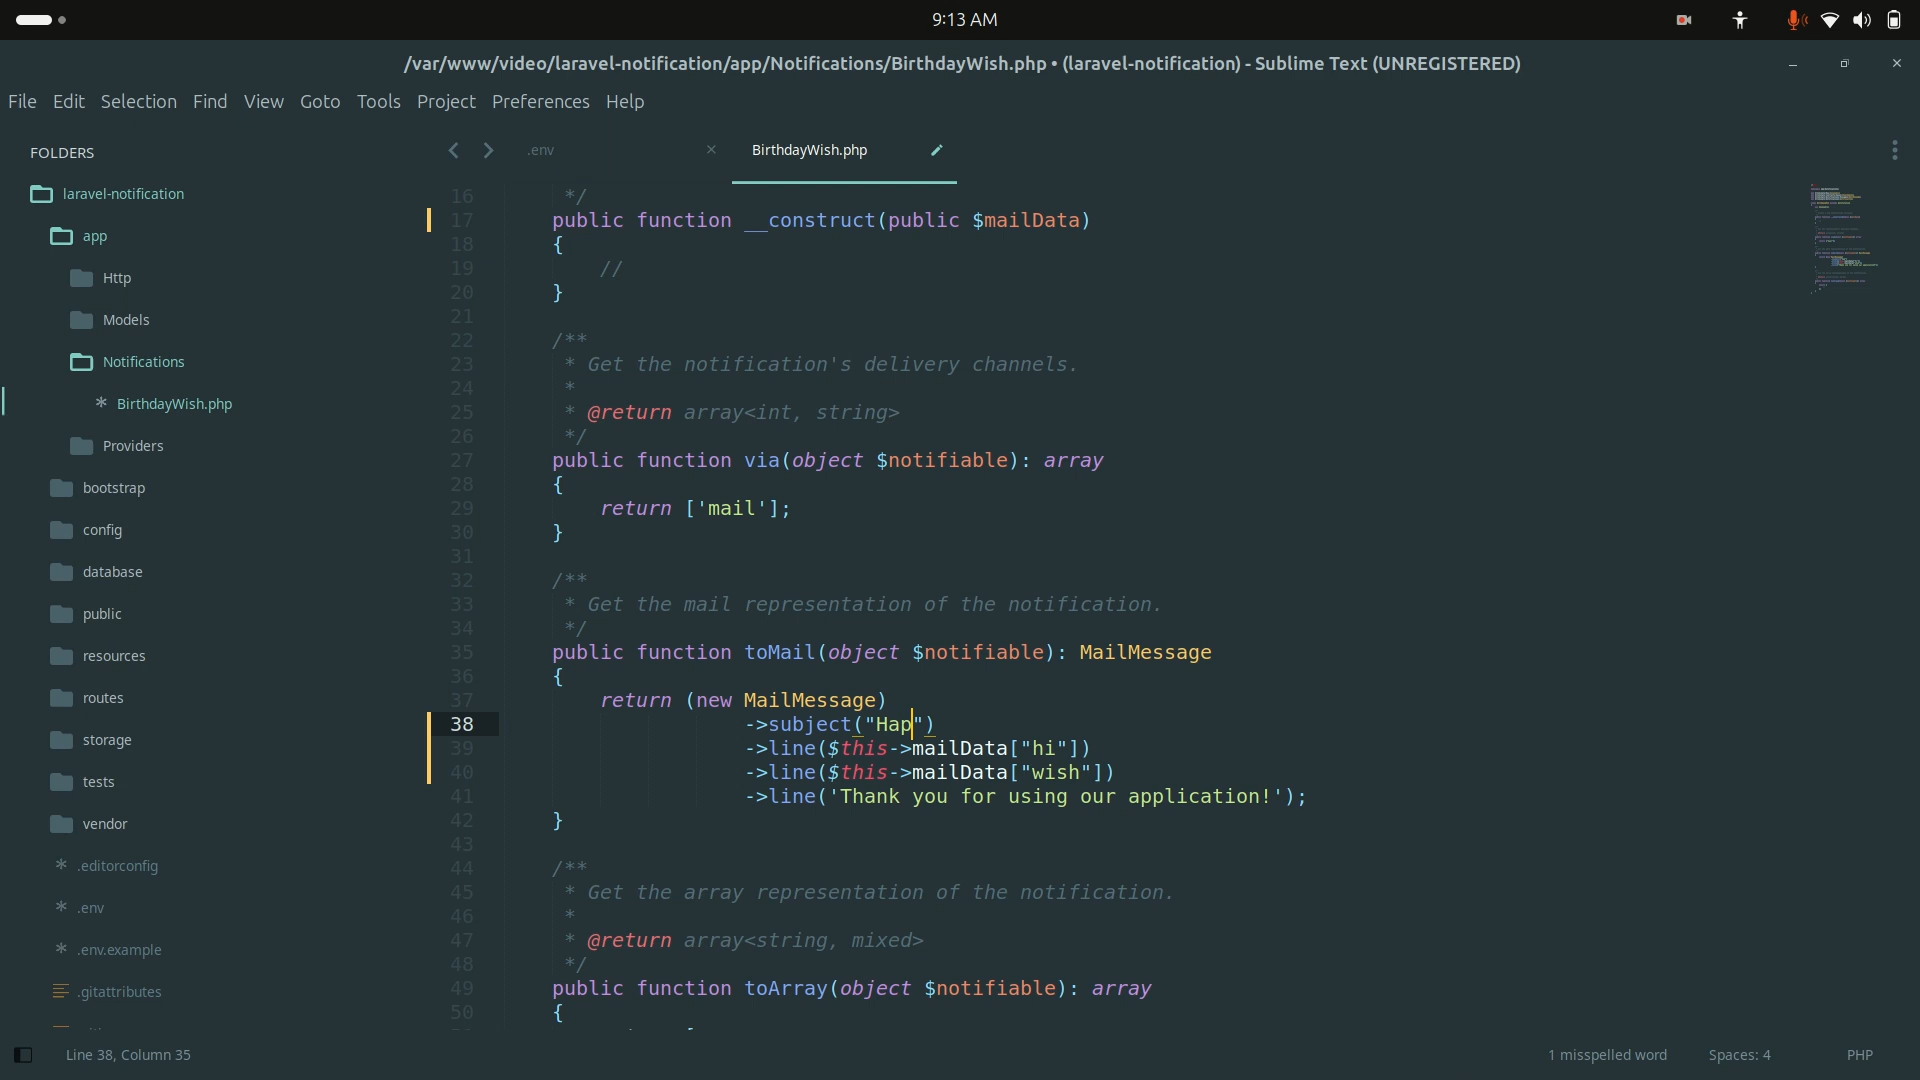 9:13 AM
/var/www/video/laravel-notification/app/Notifications/BirthdayWish.php • (laravel-notification) - Sublime Text (UNREGISTERED)
File Edit Selection Find View Goto Tools Project Preferences Help
FOLDERS
laravel-notification
app
Http
Models
Notifications
BirthdayWish.php
Providers
bootstrap
config
database
public
resources
routes
storage
tests
vendor
.editorconfig
.env
.env.example
.gitattributes
.env
BirthdayWish.php
16 */
17 public function __construct(public $mailData)
18 {
19 //
20 }
21
22 /**
23 * Get the notification's delivery channels.
24 *
25 * @return array<int, string>
26 */
27 public function via(object $notifiable): array
28 {
29 return ['mail'];
30 }
31
32 /**
33 * Get the mail representation of the notification.
34 */
35 public function toMail(object $notifiable): MailMessage
36 {
37 return (new MailMessage)
38 ->subject("Hap")
39 ->line($this->mailData["hi"])
40 ->line($this->mailData["wish"])
41 ->line('Thank you for using our application!');
42 }
43
44 /**
45 * Get the array representation of the notification.
46 *
47 * @return array<string, mixed>
48 */
49 public function toArray(object $notifiable): array
50 {
Line 38, Column 35
1 misspelled word
Spaces: 4
PHP